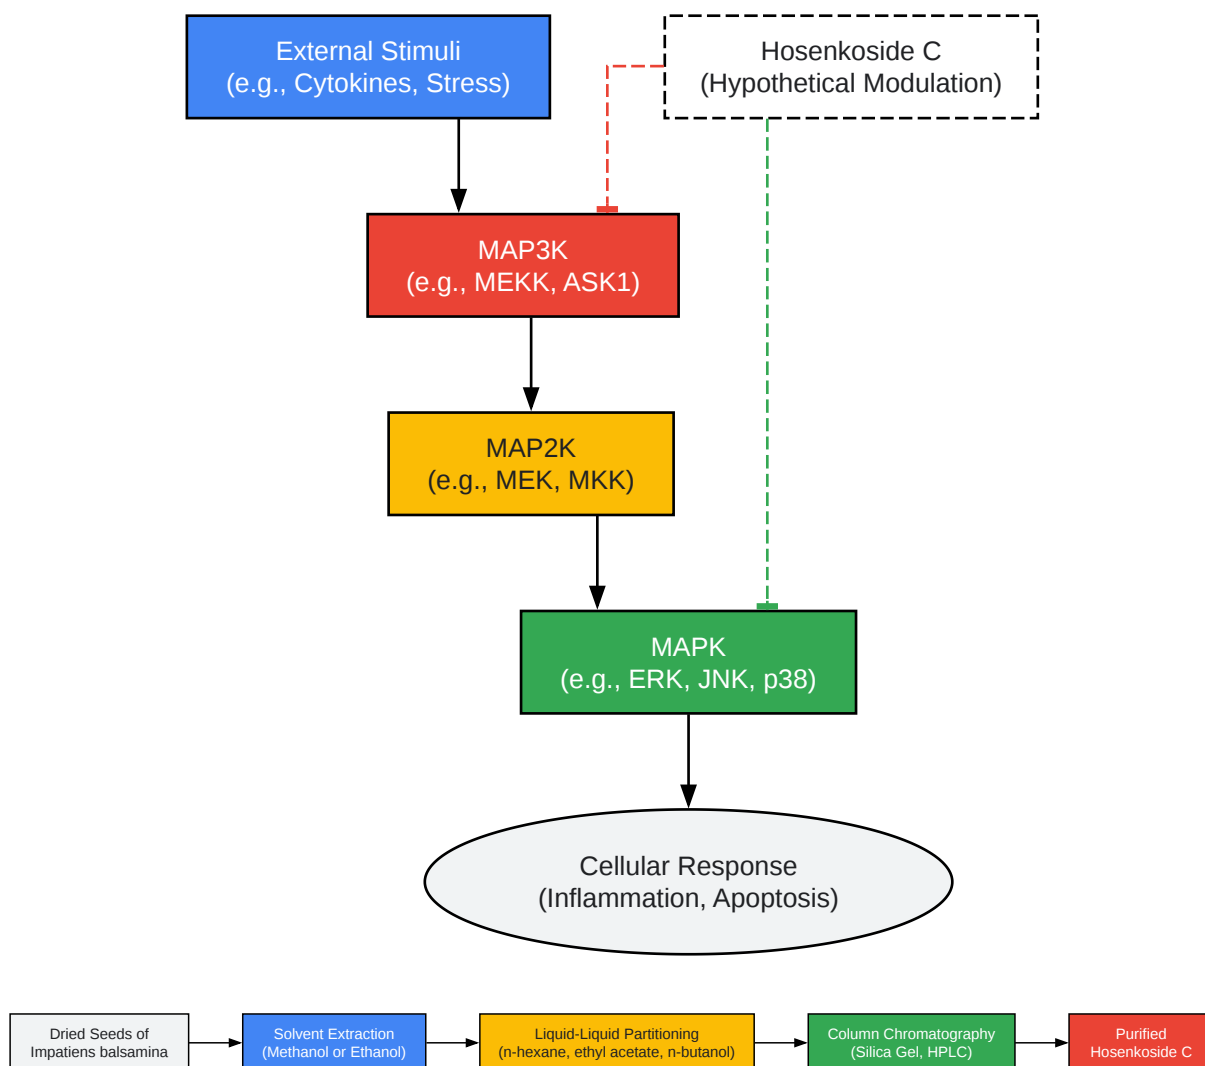 External Stimuli
(e.g., Cytokines, Stress)
Hosenkoside C
(Hypothetical Modulation)
MAP3K
(e.g., MEKK, ASK1)
MAP2K
(e.g., MEK, MKK)
MAPK
(e.g., ERK, JNK, p38)
Cellular Response
(Inflammation, Apoptosis)
Dried Seeds of
Impatiens balsamina
Solvent Extraction
(Methanol or Ethanol)
Liquid-Liquid Partitioning
(n-hexane, ethyl acetate, n-butanol)
Column Chromatography
(Silica Gel, HPLC)
Purified
Hosenkoside C